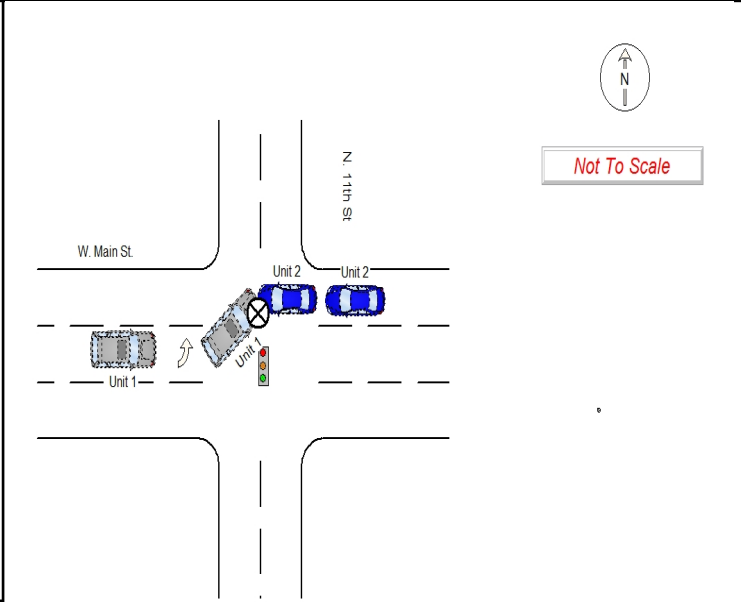 N
Not To Scale
N. 11th St
W. Main St.
Unit 2
Unit 2
Unit 1
Unit 1